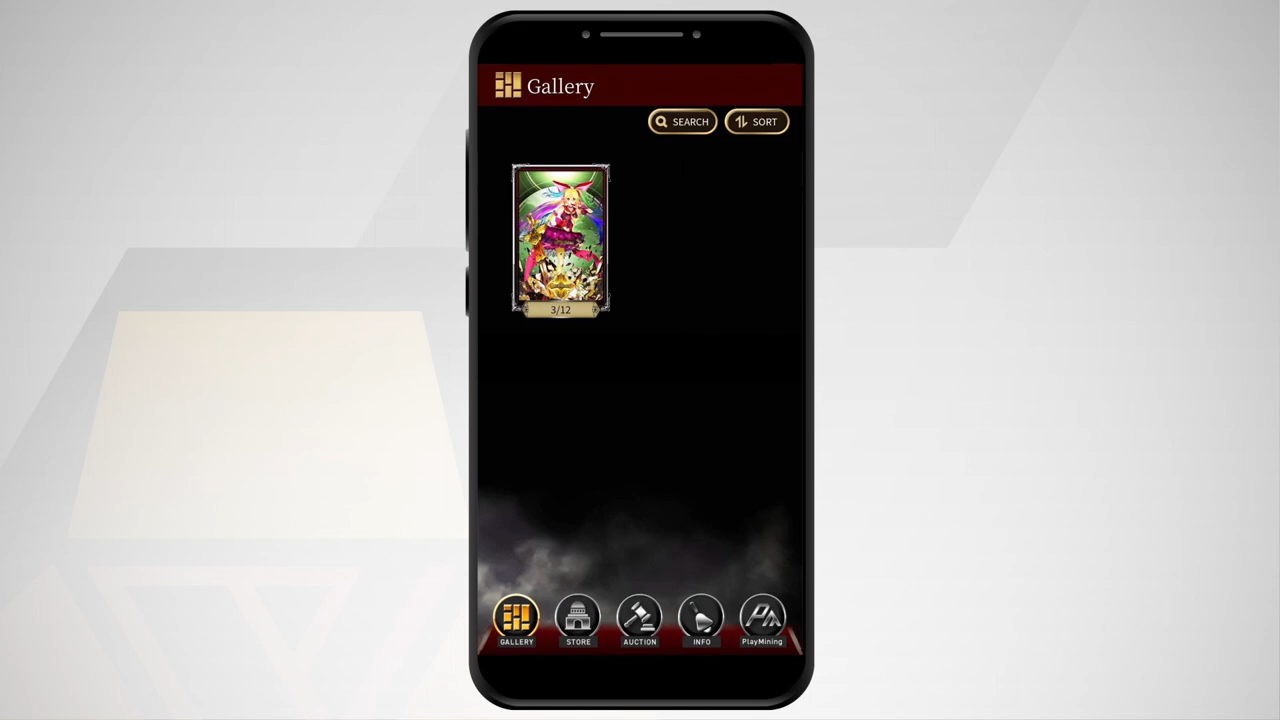 Gallery
SEARCH
SORT
3/12
GALLERY
STORE
AUCTION
INFO
PlayMining